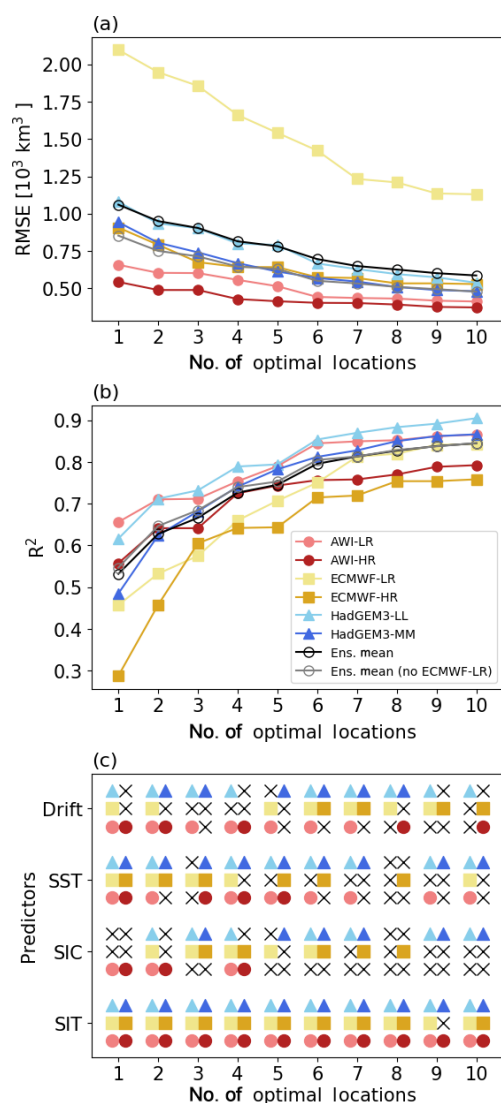 (a)
RMSE [10³ km³ ]
2.00
1.75
1.50
1.25
1.00
0.75
0.50
1 2 3 4 5 6 7 8 9 10
No. of optimal locations
(b)
R²
0.9
0.8
0.7
0.6
0.5
0.4
0.3
AWI-LR
AWI-HR
ECMWF-LR
ECMWF-HR
HadGEM3-LL
HadGEM3-MM
Ens. mean
Ens. mean (no ECMWF-LR)
1 2 3 4 5 6 7 8 9 10
No. of optimal locations
(c)
Predictors
Drift
SST
SIC
SIT
1 2 3 4 5 6 7 8 9 10
No. of optimal locations